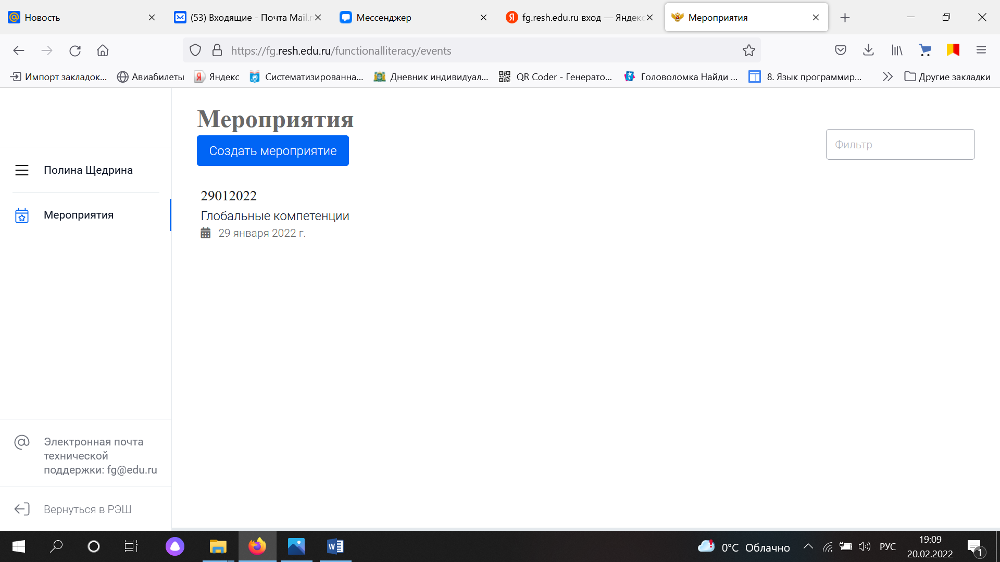 Новость
(53) Входящие - Почта Mail.r
Мессенджер
fg.resh.edu.ru вход — Яндекс
Мероприятия
https://fg.resh.edu.ru/functionalliteracy/events
Импорт закладок...
Авиабилеты
Яндекс
Систематизированна...
Дневник индивидуал...
QR Coder - Генерато...
Головоломка Найди ...
8. Язык программир...
Другие закладки
Мероприятия
Создать мероприятие
Фильтр
Полина Щедрина
Мероприятия
29012022
Глобальные компетенции
29 января 2022 г.
Электронная почта
технической
поддержки: fg@edu.ru
Вернуться в РЭШ
0°C Облачно
РУС
19:09
20.02.2022
1